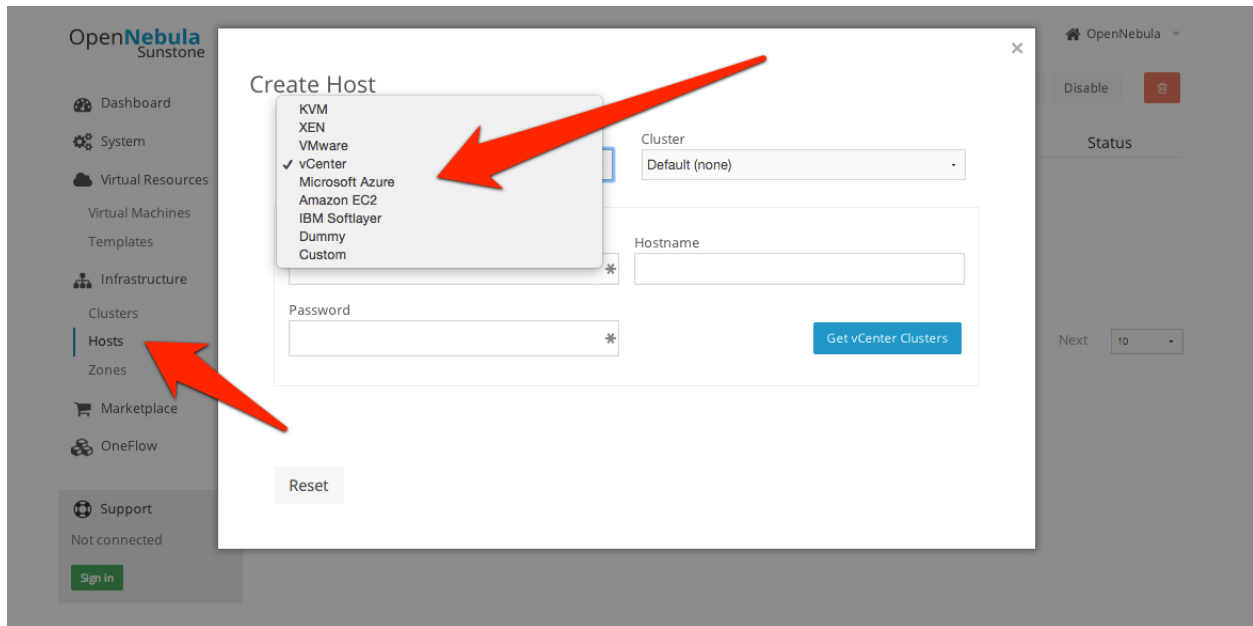 OpenNebula
Sunstone
Dashboard
System
Virtual Resources
Virtual Machines
Templates
Infrastructure
Clusters
Hosts
Zones
Marketplace
OneFlow
Support
Not connected
Sign in
×
Create Host
KVM
XEN
VMware
✓ vCenter
Microsoft Azure
Amazon EC2
IBM Softlayer
Dummy
Custom
Cluster
Default (none)
Hostname
*
Password
*
Get vCenter Clusters
Reset
OpenNebula
Disable
Status
Next 10